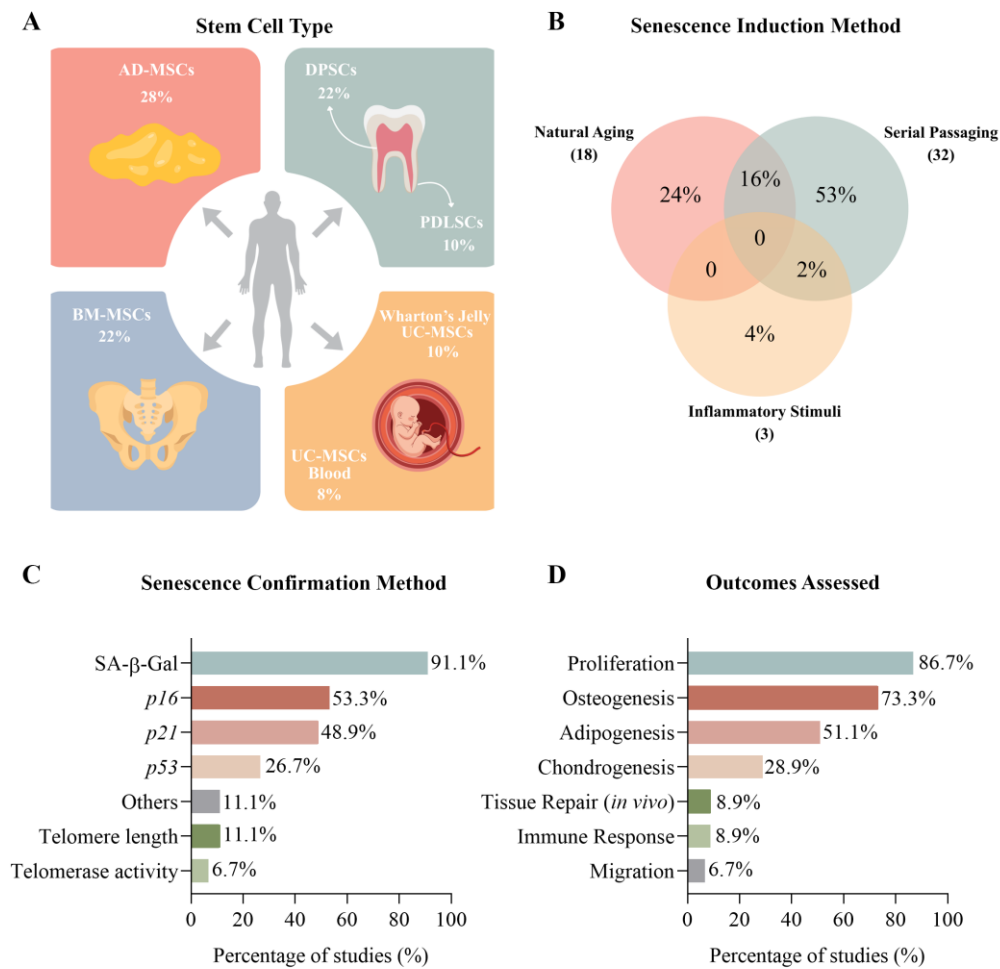 A
Stem Cell Type
AD-MSCs
28%
DPSCs
22%
PDLSCs
10%
BM-MSCs
22%
Wharton's Jelly
UC-MSCs
10%
UC-MSCs
Blood
8%
B
Senescence Induction Method
Natural Aging
(18)
Serial Passaging
(32)
24%
16%
53%
0
0
2%
4%
Inflammatory Stimuli
(3)
C
Senescence Confirmation Method
SA-β-Gal
91.1%
p16
53.3%
p21
48.9%
p53
26.7%
Others
11.1%
Telomere length
11.1%
Telomerase activity
6.7%
0 20 40 60 80 100
Percentage of studies (%)
D
Outcomes Assessed
Proliferation
86.7%
Osteogenesis
73.3%
Adipogenesis
51.1%
Chondrogenesis
28.9%
Tissue Repair (in vivo)
8.9%
Immune Response
8.9%
Migration
6.7%
0 20 40 60 80 100
Percentage of studies (%)